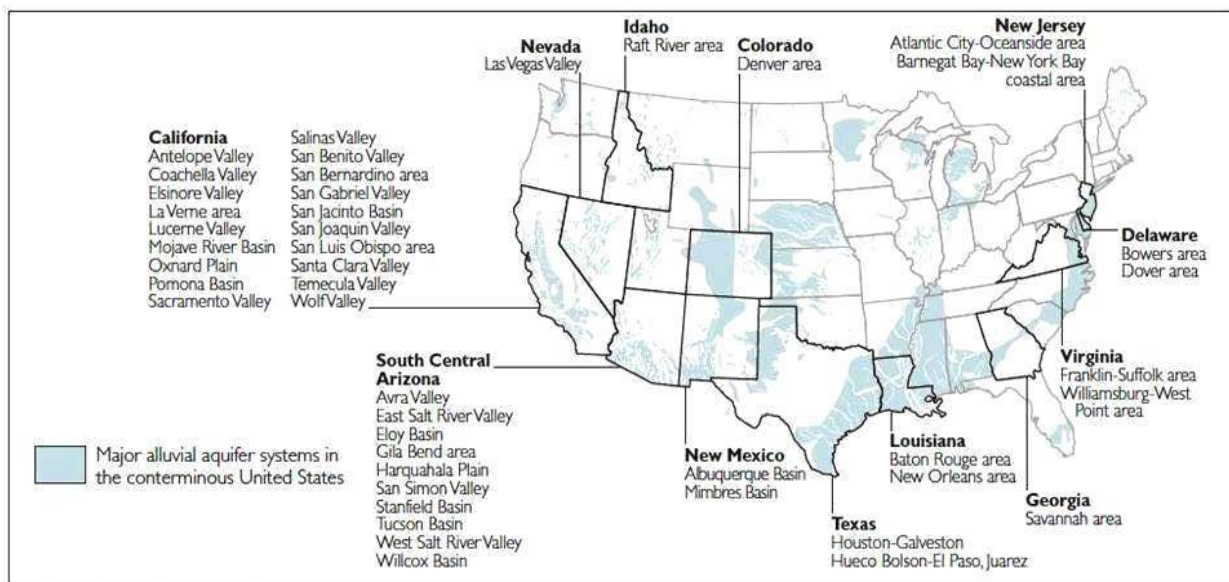 Idaho
Raft River area
Nevada
Las Vegas Valley
Colorado
Denver area
New Jersey
Atlantic City-Oceanside area
Barnegat Bay-New York Bay
coastal area
California
Antelope Valley
Coachella Valley
Elsinore Valley
La Verne area
Lucerne Valley
Mojave River Basin
Oxnard Plain
Pomona Basin
Sacramento Valley
Salinas Valley
San Benito Valley
San Bernardino area
San Gabriel Valley
San Jacinto Basin
San Joaquin Valley
San Luis Obispo area
Santa Clara Valley
Temecula Valley
Wolf Valley
Delaware
Bowers area
Dover area
Virginia
Franklin-Suffolk area
Williamsburg-West
Point area
South Central
Arizona
Avra Valley
East Salt River Valley
Eloy Basin
Gila Bend area
Harquahala Plain
San Simon Valley
Stanfield Basin
Tucson Basin
West Salt River Valley
Willcox Basin
New Mexico
Albuquerque Basin
Mimbres Basin
Louisiana
Baton Rouge area
New Orleans area
Georgia
Savannah area
Texas
Houston-Galveston
Hueco Bolson-El Paso, Juarez
Major alluvial aquifer systems in
the conterminous United States